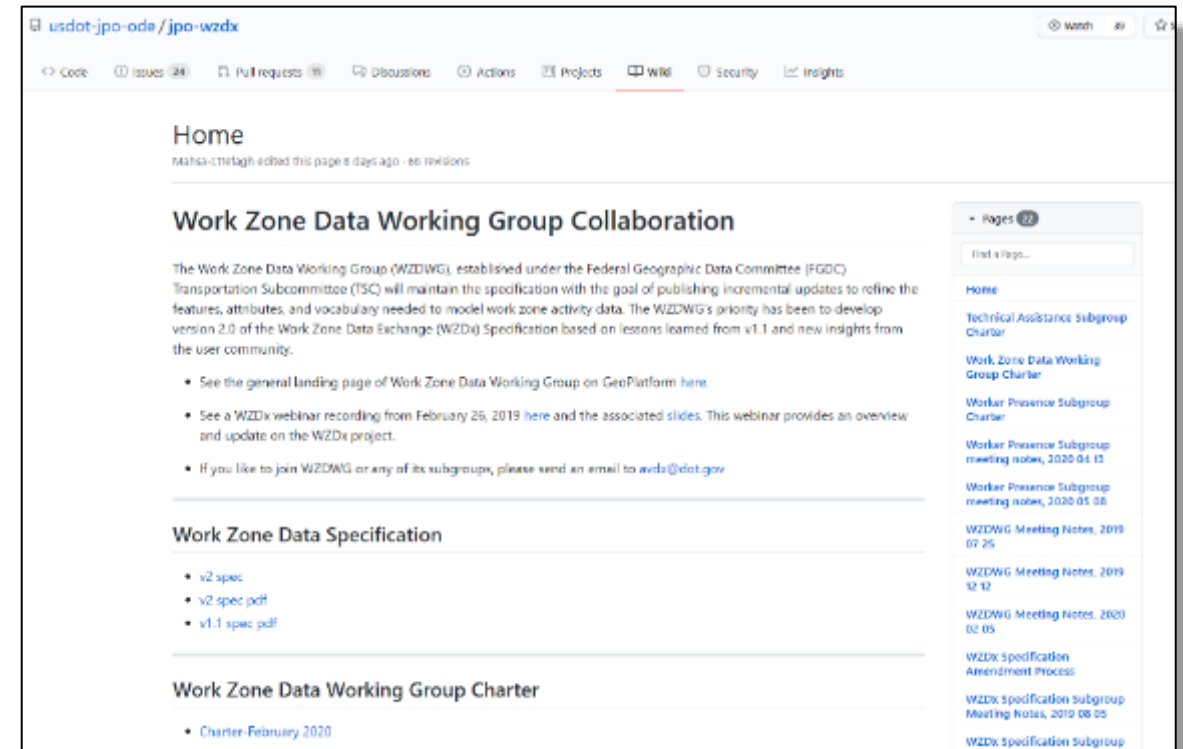 usdot-jpo-ode / jpo-wzdx
Watch
Code Issues 24 Pull requests 11 Discussions Actions Projects Wiki Security Insights
Home
edited this page 8 days ago · 66 revisions
Work Zone Data Working Group Collaboration
The Work Zone Data Working Group (WZDWG), established under the Federal Geographic Data Committee (FGDC)
Transportation Subcommittee (TSC) will maintain the specification with the goal of publishing incremental updates to refine the
features, attributes, and vocabulary needed to model work zone activity data. The WZDWG's priority has been to develop
version 2.0 of the Work Zone Data Exchange (WZDx) Specification based on lessons learned from v1.1 and new insights from
the user community.
• See the general landing page of Work Zone Data Working Group on GeoPlatform here
• See a WZDx webinar recording from February 26, 2019 here and the associated slides. This webinar provides an overview
and update on the WZDx project.
• If you like to join WZDWG or any of its subgroups, please send an email to avdx@dot.gov
Work Zone Data Specification
• v2 spec
• v2 spec pdf
• v1.1 spec pdf
Work Zone Data Working Group Charter
• Charter-February 2020
Pages 22
Find a Page...
Home
Technical Assistance Subgroup
Charter
Work Zone Data Working
Group Charter
Worker Presence Subgroup
Charter
Worker Presence Subgroup
meeting notes, 2020 04 13
Worker Presence Subgroup
meeting notes, 2020 05 08
WZDWG Meeting Notes, 2019
07 25
WZDWG Meeting Notes, 2019
12 12
WZDWG Meeting Notes, 2020
02 05
WZDx Specification
Amendment Process
WZDx Specification Subgroup
Meeting Notes, 2019 08 05
WZDx Specification Subgroup